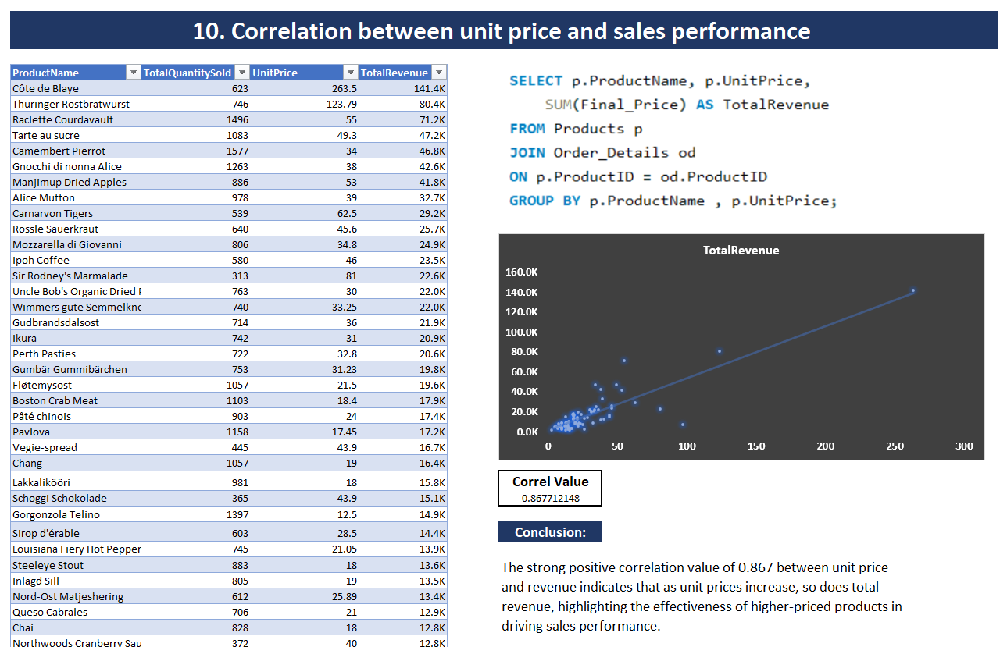 10. Correlation between unit price and sales performance
ProductName TotalQuantitySold UnitPrice TotalRevenue
Côte de Blaye 623 263.5 141.4K
Thüringer Rostbratwurst 746 123.79 80.4K
Raclette Courdavault 1496 55 71.2K
Tarte au sucre 1083 49.3 47.2K
Camembert Pierrot 1577 34 46.8K
Gnocchi di nonna Alice 1263 38 42.6K
Manjimup Dried Apples 886 53 41.8K
Alice Mutton 978 39 32.7K
Carnarvon Tigers 539 62.5 29.2K
Rössle Sauerkraut 640 45.6 25.7K
Mozzarella di Giovanni 806 34.8 24.9K
Ipoh Coffee 580 46 23.5K
Sir Rodney's Marmalade 313 81 22.6K
Uncle Bob's Organic Dried 763 30 22.0K
Wimmers gute Semmelknö 740 33.25 22.0K
Gudbrandsdalsost 714 36 21.9K
Ikura 742 31 20.9K
Perth Pasties 722 32.8 20.6K
Gumbär Gummibärchen 753 31.23 19.8K
Fløtemysost 1057 21.5 19.6K
Boston Crab Meat 1103 18.4 17.9K
Pâté chinois 903 24 17.4K
Pavlova 1158 17.45 17.2K
Vegie-spread 445 43.9 16.7K
Chang 1057 19 16.4K
Lakkalikööri 981 18 15.8K
Schoggi Schokolade 365 43.9 15.1K
Gorgonzola Telino 1397 12.5 14.9K
Sirop d'érable 603 28.5 14.4K
Louisiana Fiery Hot Pepper 745 21.05 13.9K
Steeleye Stout 883 18 13.6K
Inlagd Sill 805 19 13.5K
Nord-Ost Matjeshering 612 25.89 13.4K
Queso Cabrales 706 21 12.9K
Chai 828 18 12.8K
Northwoods Cranberry Sau 372 40 12.8K
SELECT p.ProductName, p.UnitPrice,
SUM(Final_Price) AS TotalRevenue
FROM Products p
JOIN Order_Details od
ON p.ProductID = od.ProductID
GROUP BY p.ProductName , p.UnitPrice;
TotalRevenue
160.0K
140.0K
120.0K
100.0K
80.0K
60.0K
40.0K
20.0K
0.0K
0 50 100 150 200 250 300
Correl Value
0.867712148
Conclusion:
The strong positive correlation value of 0.867 between unit price
and revenue indicates that as unit prices increase, so does total
revenue, highlighting the effectiveness of higher-priced products in
driving sales performance.